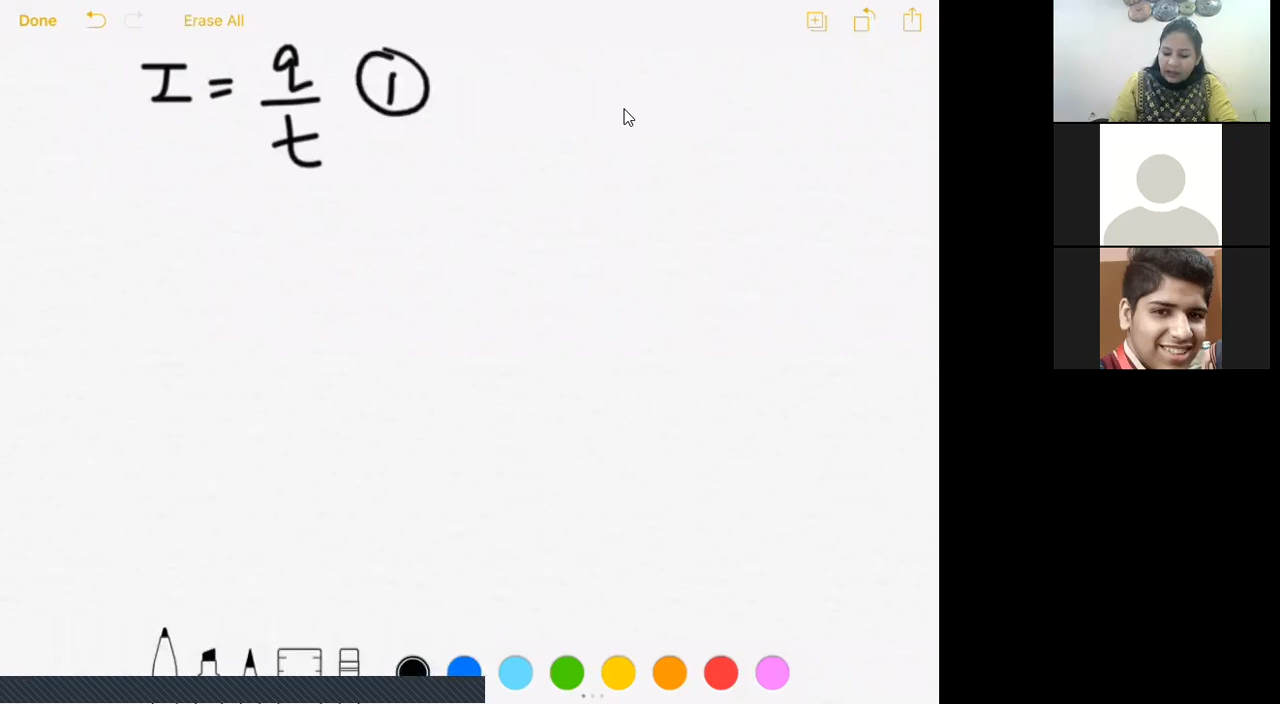 Done Erase All
I = q/t ①